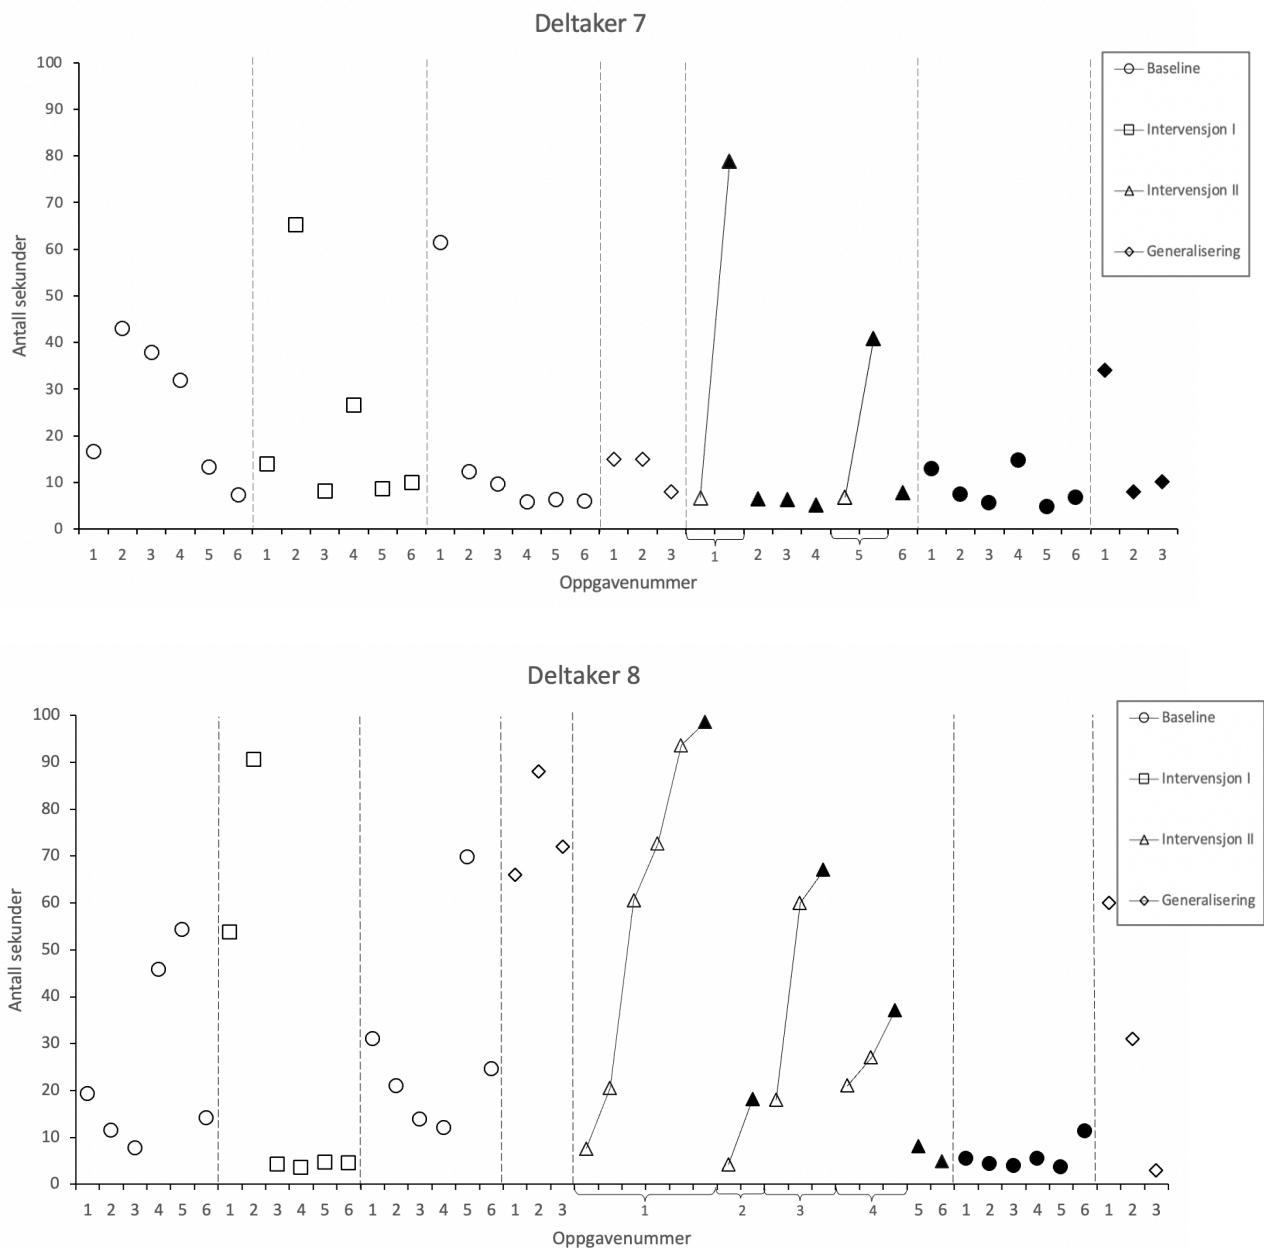 Deltaker 7
100
90
80
70
60
50
40
30
20
10
0
Antall sekunder
1 2 3 4 5 6 1 2 3 4 5 6 1 2 3 4 5 6 1 2 3 1 2 3 4 5 6 1 2 3 4 5 6 1 2 3
Oppgavenummer
Baseline
Intervensjon I
Intervensjon II
Generalisering
Deltaker 8
100
90
80
70
60
50
40
30
20
10
0
Antall sekunder
1 2 3 4 5 6 1 2 3 4 5 6 1 2 3 4 5 6 1 2 3 1 2 3 4 5 6 1 2 3 4 5 6 1 2 3
Oppgavenummer
Baseline
Intervensjon I
Intervensjon II
Generalisering